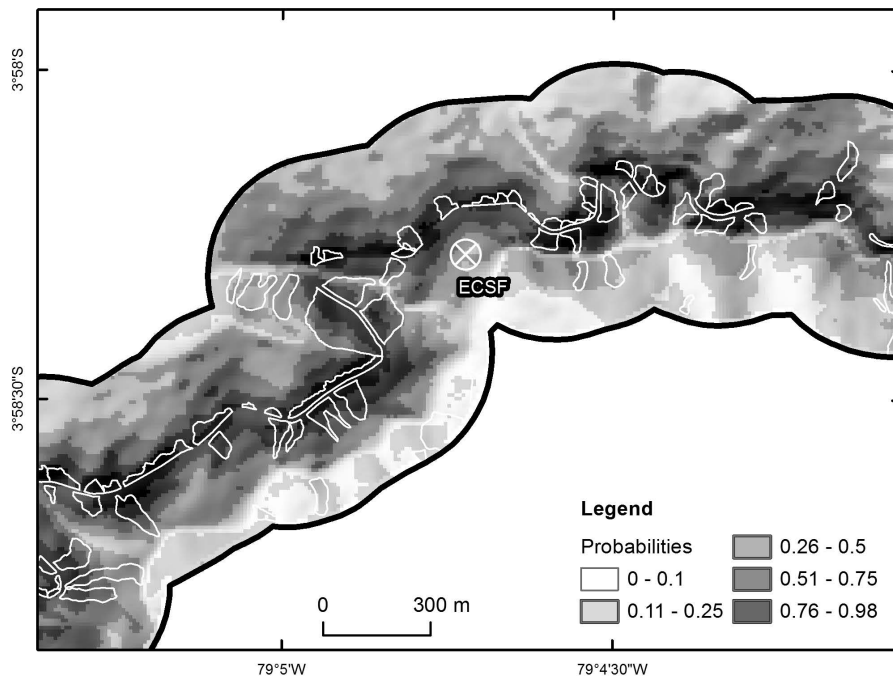 3°58'S
ECSF
3°58'30"S
Legend
Probabilities
0 - 0.1
0.11 - 0.25
0.26 - 0.5
0.51 - 0.75
0.76 - 0.98
0 300 m
79°5'W
79°4'30"W